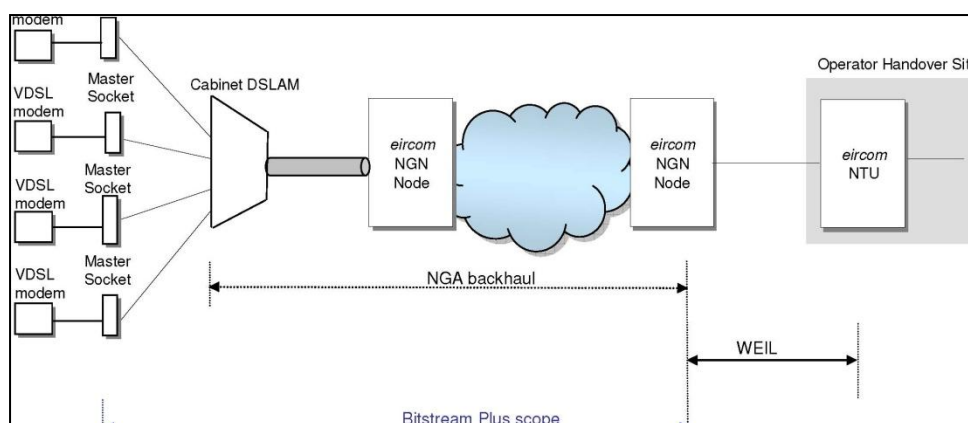 modem
Master
Socket
VDSL
modem
Master
Socket
VDSL
modem
Master
Socket
VDSL
modem
Cabinet DSLAM
eircom
NGN
Node
eircom
NGN
Node
Operator Handover Sit
eircom
NTU
NGA backhaul
WEIL
Bitstream Plus scope